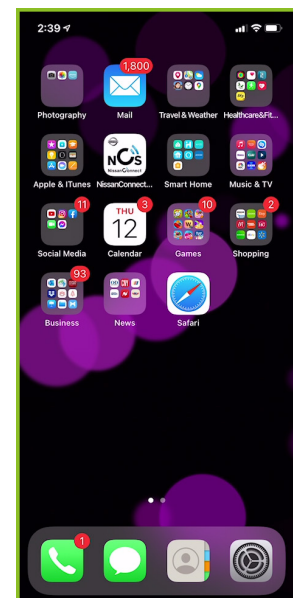 2:39
1,800
Photography Mail Travel & Weather Healthcare&Fit...
NCS
NissanConnect
Apple & iTunes NissanConnect... Smart Home Music & TV
11 THU 3 10 2
12
Social Media Calendar Games Shopping
93
Business News Safari
1